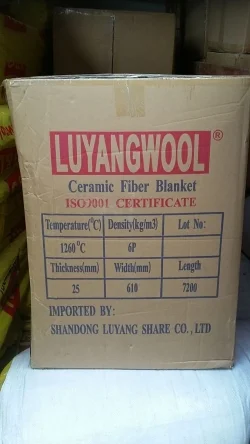 LUYANGWOOL®
Ceramic Fiber Blanket
ISO9001 CERTIFICATE
Temperature(°C) Density(kg/m3) Lot No:
1260°C 6P
Thickness(mm) Width(mm) Length
25 610 7200
IMPORTED BY:
SHANDONG LUYANG SHARE CO.,LTD